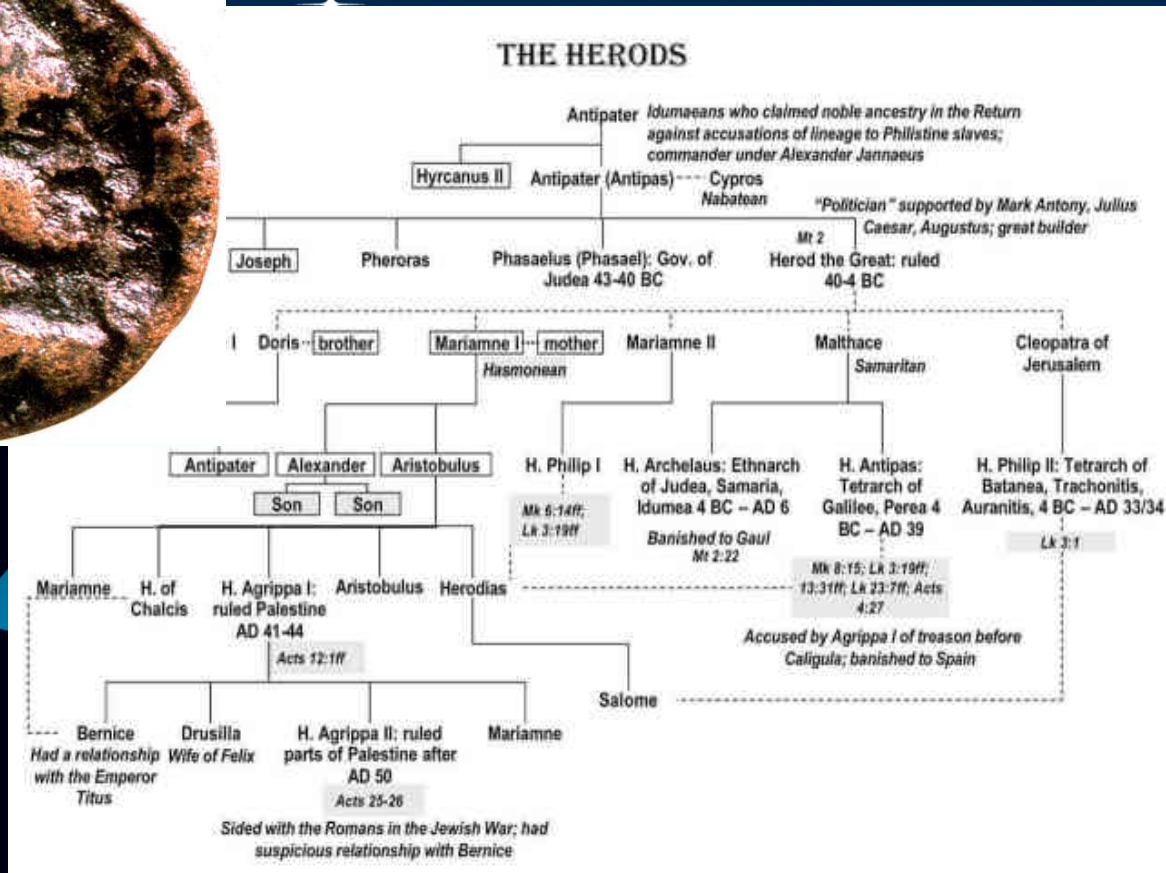 THE HERODS
Antipater
Idumaeans who claimed noble ancestry in the Return
against accusations of lineage to Philistine slaves;
commander under Alexander Jannaeus
Hyrcanus II
Antipater (Antipas)
Cypros
Nabatean
"Politician" supported by Mark Antony, Julius
Caesar, Augustus; great builder
Joseph
Pheroras
Phasaelus (Phasael): Gov. of
Judea 43-40 BC
Mt 2
Herod the Great: ruled
40-4 BC
I
Doris
brother
Mariamne I
mother
Hasmonean
Mariamne II
Malthace
Samaritan
Cleopatra of
Jerusalem
Antipater
Alexander
Aristobulus
Son
Son
H. Philip I
Mk 6:14ff;
Lk 3:19ff
H. Archelaus: Ethnarch
of Judea, Samaria,
Idumea 4 BC – AD 6
Banished to Gaul
Mt 2:22
H. Antipas:
Tetrarch of
Galilee, Perea 4
BC – AD 39
Mk 8:15; Lk 3:19ff;
13:31ff; Lk 23:7ff; Acts
4:27
Accused by Agrippa I of treason before
Caligula; banished to Spain
H. Philip II: Tetrarch of
Batanea, Trachonitis,
Auranitis, 4 BC – AD 33/34
Lk 3:1
Mariamne
H. of
Chalcis
H. Agrippa I:
ruled Palestine
AD 41-44
Acts 12:1ff
Aristobulus
Herodias
Salome
Bernice
Had a relationship
with the Emperor
Titus
Drusilla
Wife of Felix
H. Agrippa II: ruled
parts of Palestine after
AD 50
Acts 25-26
Sided with the Romans in the Jewish War; had
suspicious relationship with Bernice
Mariamne